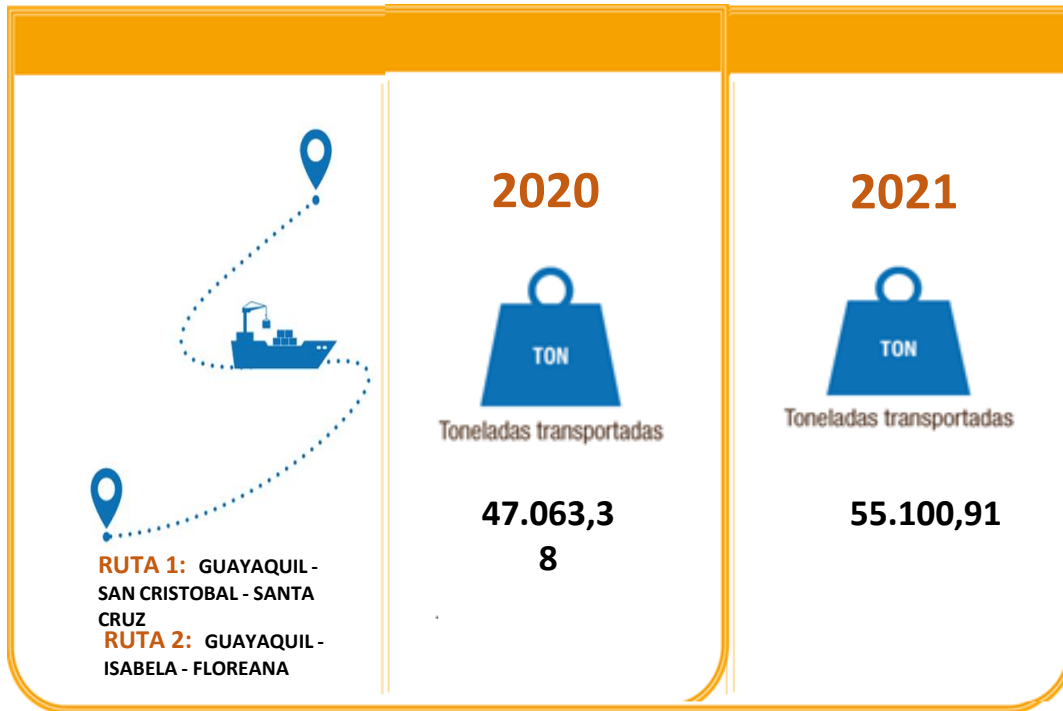 2020
TON
Toneladas transportadas
47.063,3
8
2021
TON
Toneladas transportadas
55.100,91
RUTA 1: GUAYAQUIL -
SAN CRISTOBAL - SANTA
CRUZ
RUTA 2: GUAYAQUIL -
ISABELA - FLOREANA